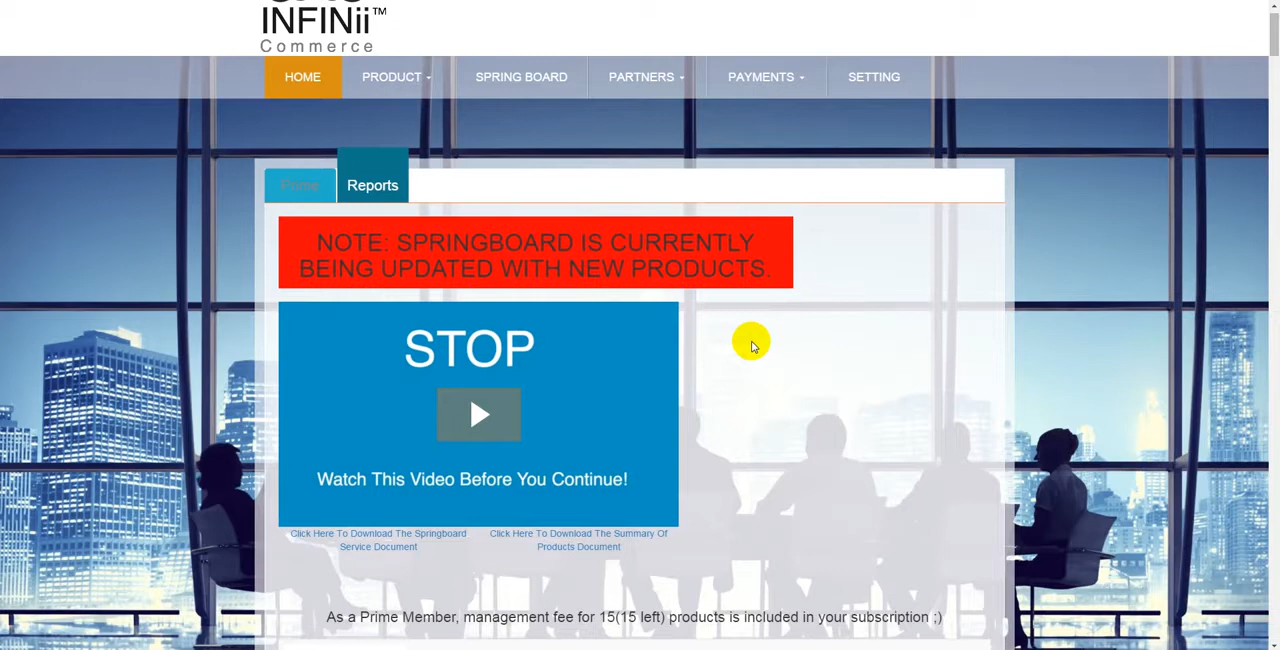 INFINii™
Commerce
HOME PRODUCT SPRING BOARD PARTNERS PAYMENTS SETTING
Prime Reports
NOTE: SPRINGBOARD IS CURRENTLY
BEING UPDATED WITH NEW PRODUCTS.
STOP
Watch This Video Before You Continue!
Click Here To Download The Springboard
Service Document
Click Here To Download The Summary Of
Products Document
As a Prime Member, management fee for 15(15 left) products is included in your subscription ;)